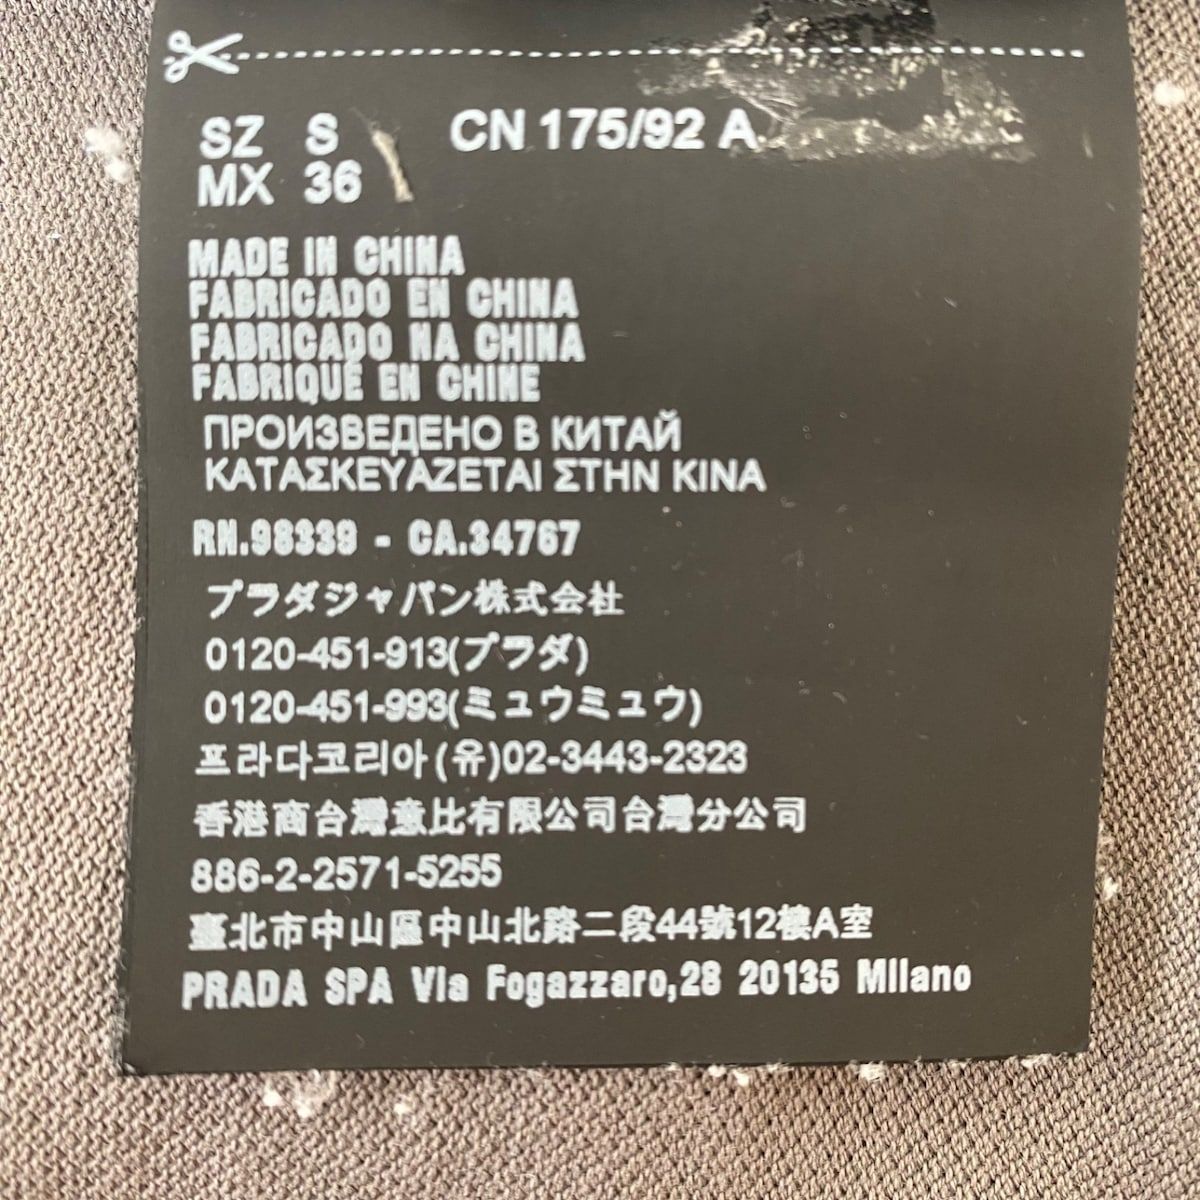 SZ S CN 175/92 A
MX 36
MADE IN CHINA
FABRICADO EN CHINA
FABRICADO NA CHINA
FABRIQUÉ EN CHINE
ПРОИЗВЕДЕНО В КИТАЙ
ΚΑΤΑΣΚΕΥΑΖΕΤΑΙ ΣΤΗΝ ΚΙΝΑ
RN.98339 - CA.34767
プラダジャパン株式会社
0120-451-913(プラダ)
0120-451-993(ミュウミュウ)
프라다코리아(유)02-3443-2323
香港商台灣意比有限公司台灣分公司
886-2-2571-5255
臺北市中山區中山北路二段44號12樓A室
PRADA SPA Via Fogazzaro,28 20135 Milano